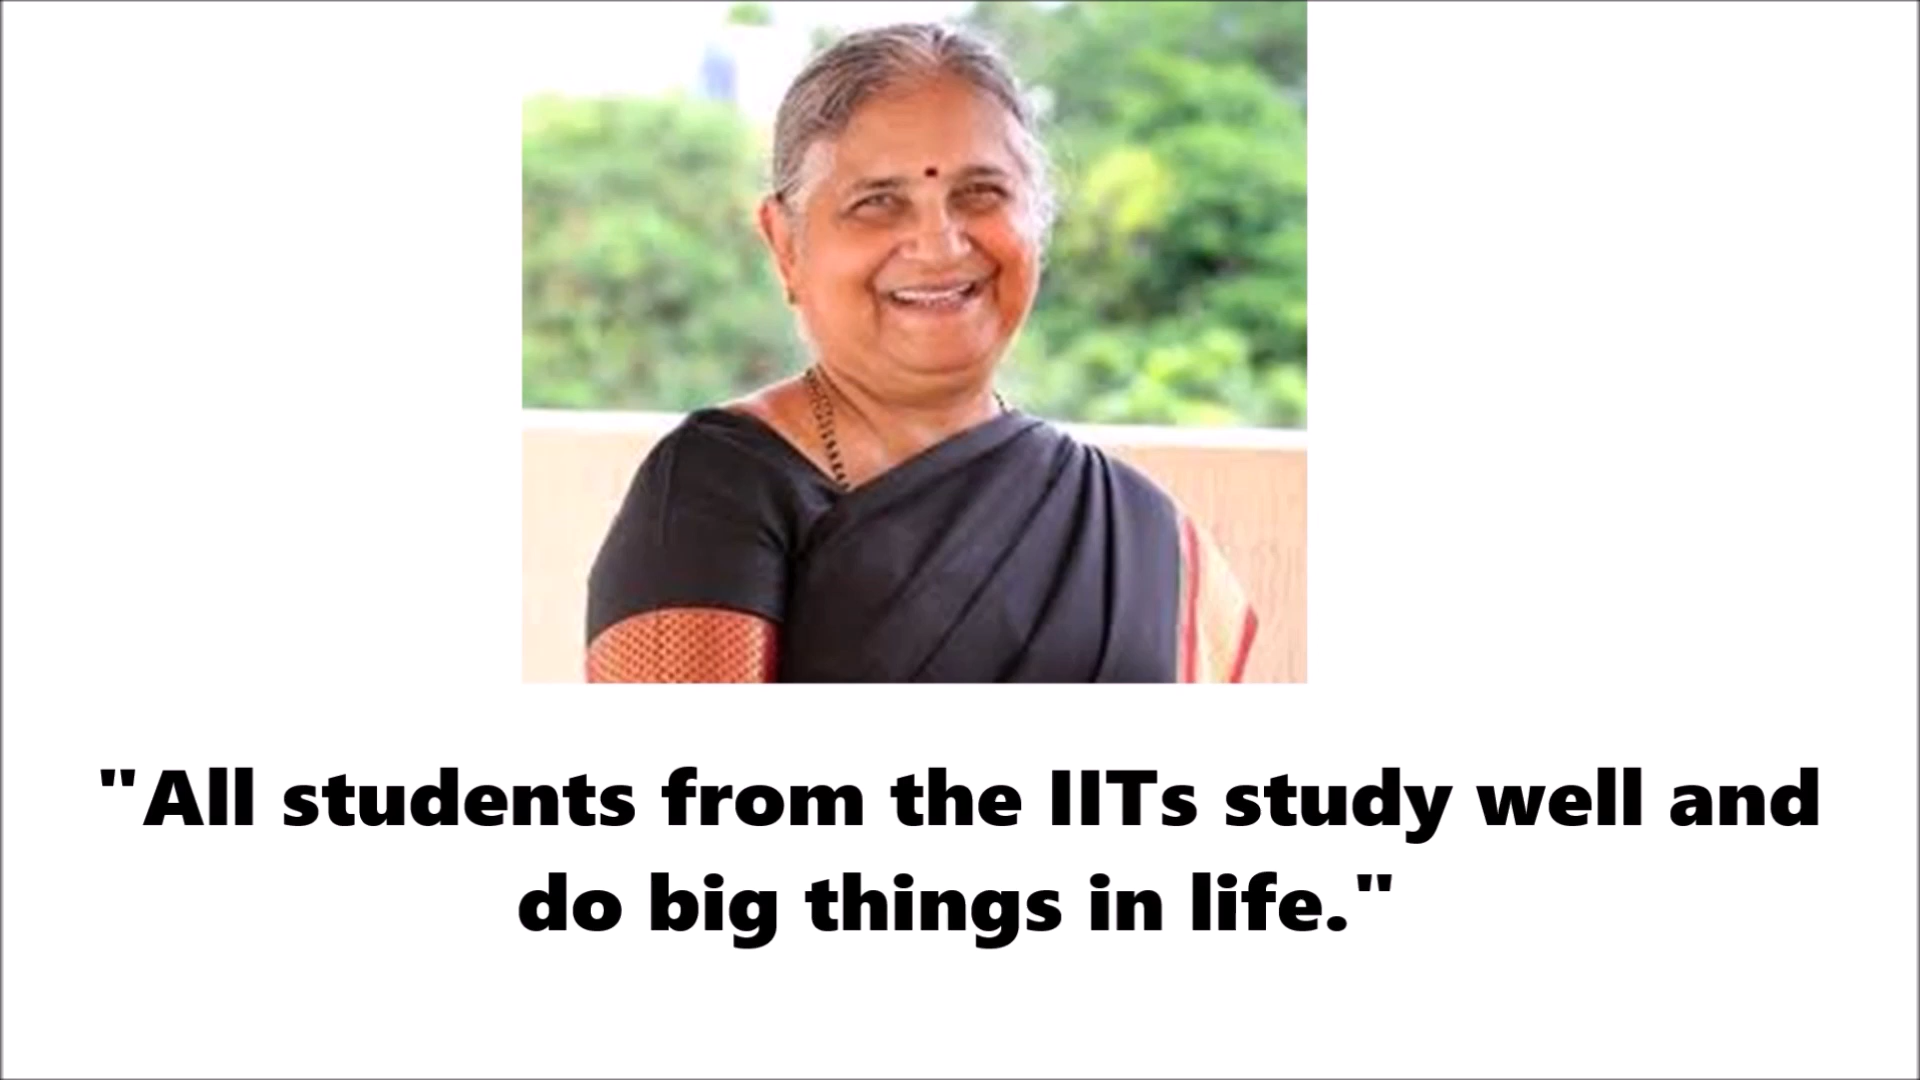 "All students from the IITs study well and
do big things in life."